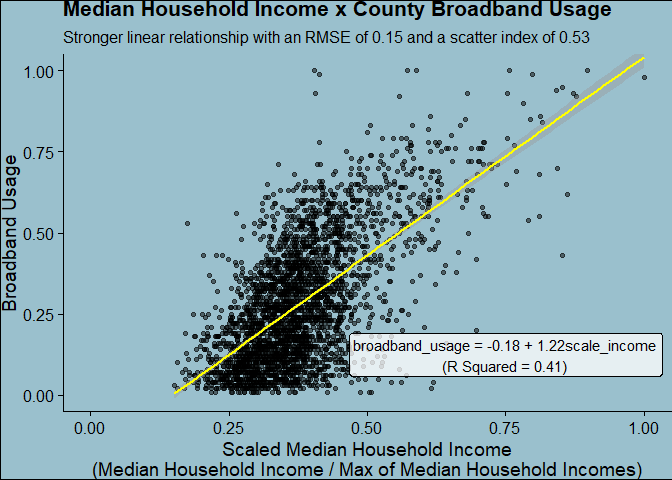 Median Household Income x County Broadband Usage
Stronger linear relationship with an RMSE of 0.15 and a scatter index of 0.53
1.00
0.75
0.50
0.25
0.00
Broadband Usage
broadband_usage = -0.18 + 1.22scale_income
(R Squared = 0.41)
0.00 0.25 0.50 0.75 1.00
Scaled Median Household Income
(Median Household Income / Max of Median Household Incomes)